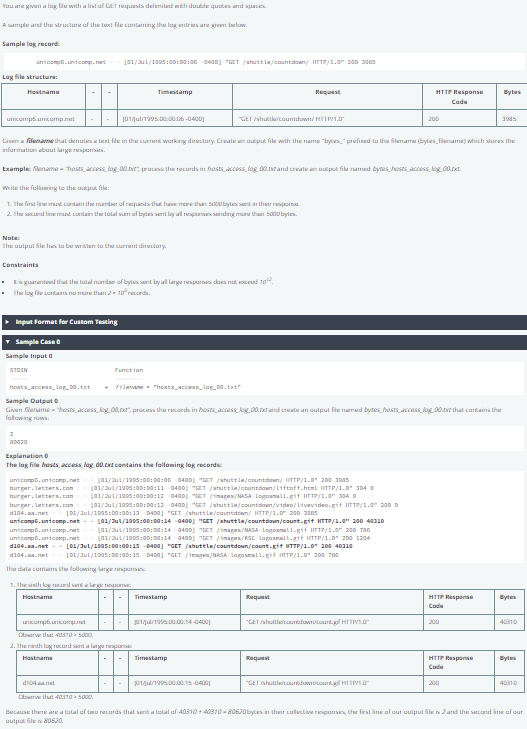 You are given a log file with a list of GET requests delimited with double quotes and spaces.
A sample and the structure of the text file containing the log entries are given below.
Sample log record:
unicomp6.unicomp.net - - [01/Jul/1995:00:00:06 -0400] "GET /shuttle/countdown/ HTTP/1.0" 200 3985
Log file structure:
Hostname - - Timestamp Request HTTP Response Code Bytes
unicomp6.unicomp.net - - [01/Jul/1995:00:00:06 -0400] "GET /shuttle/countdown/ HTTP/1.0" 200 3985
Given a filename that denotes a text file in the current working directory. Create an output file with the name "bytes_" prefixed to the filename (bytes_filename) which stores the
information about large responses.
Example: filename = "hosts_access_log_00.txt", process the records in hosts_access_log_00.txt and create an output file named bytes_hosts_access_log_00.txt.
Write the following to the output file:
1. The first line must contain the number of requests that have more than 5000 bytes sent in their response.
2. The second line must contain the total sum of bytes sent by all responses sending more than 5000 bytes.
Note:
The output file has to be written to the current directory.
Constraints
• It is guaranteed that the total number of bytes sent by all large responses does not exceed 10^12.
• The log file contains no more than 2 * 10^5 records.
▶ Input Format for Custom Testing
▼ Sample Case 0
Sample Input 0
STDIN Function
hosts_access_log_00.txt → filename = "hosts_access_log_00.txt"
Sample Output 0
Given filename = "hosts_access_log_00.txt", process the records in hosts_access_log_00.txt and create an output file named bytes_hosts_access_log_00.txt that contains the
following rows:
2
80620
Explanation 0
The log file hosts_access_log_00.txt contains the following log records:
unicomp6.unicomp.net - - [01/Jul/1995:00:00:06 -0400] "GET /shuttle/countdown/ HTTP/1.0" 200 3985
burger.letters.com - - [01/Jul/1995:00:00:11 -0400] "GET /shuttle/countdown/liftoff.html HTTP/1.0" 304 0
burger.letters.com - - [01/Jul/1995:00:00:12 -0400] "GET /images/NASA-logosmall.gif HTTP/1.0" 304 0
burger.letters.com - - [01/Jul/1995:00:00:12 -0400] "GET /shuttle/countdown/video/livevideo.gif HTTP/1.0" 200 0
d104.aa.net - - [01/Jul/1995:00:00:13 -0400] "GET /shuttle/countdown/ HTTP/1.0" 200 3985
unicomp6.unicomp.net - - [01/Jul/1995:00:00:14 -0400] "GET /shuttle/countdown/count.gif HTTP/1.0" 200 40310
unicomp6.unicomp.net - - [01/Jul/1995:00:00:14 -0400] "GET /images/NASA-logosmall.gif HTTP/1.0" 200 786
unicomp6.unicomp.net - - [01/Jul/1995:00:00:14 -0400] "GET /images/KSC-logosmall.gif HTTP/1.0" 200 1204
d104.aa.net - - [01/Jul/1995:00:00:15 -0400] "GET /shuttle/countdown/count.gif HTTP/1.0" 200 40310
d104.aa.net - - [01/Jul/1995:00:00:15 -0400] "GET /images/NASA-logosmall.gif HTTP/1.0" 200 786
The data contains the following large responses:
1. The sixth log record sent a large response:
Hostname - - Timestamp Request HTTP Response Code Bytes
unicomp6.unicomp.net - - [01/Jul/1995:00:00:14 -0400] "GET /shuttle/countdown/count.gif HTTP/1.0" 200 40310
Observe that 40310 > 5000.
2. The ninth log record sent a large response:
Hostname - - Timestamp Request HTTP Response Code Bytes
d104.aa.net - - [01/Jul/1995:00:00:15 -0400] "GET /shuttle/countdown/count.gif HTTP/1.0" 200 40310
Observe that 40310 > 5000.
Because there are a total of two records that sent a total of 40310 + 40310 = 80620 bytes in their collective responses, the first line of our output file is 2 and the second line of our
output file is 80620.